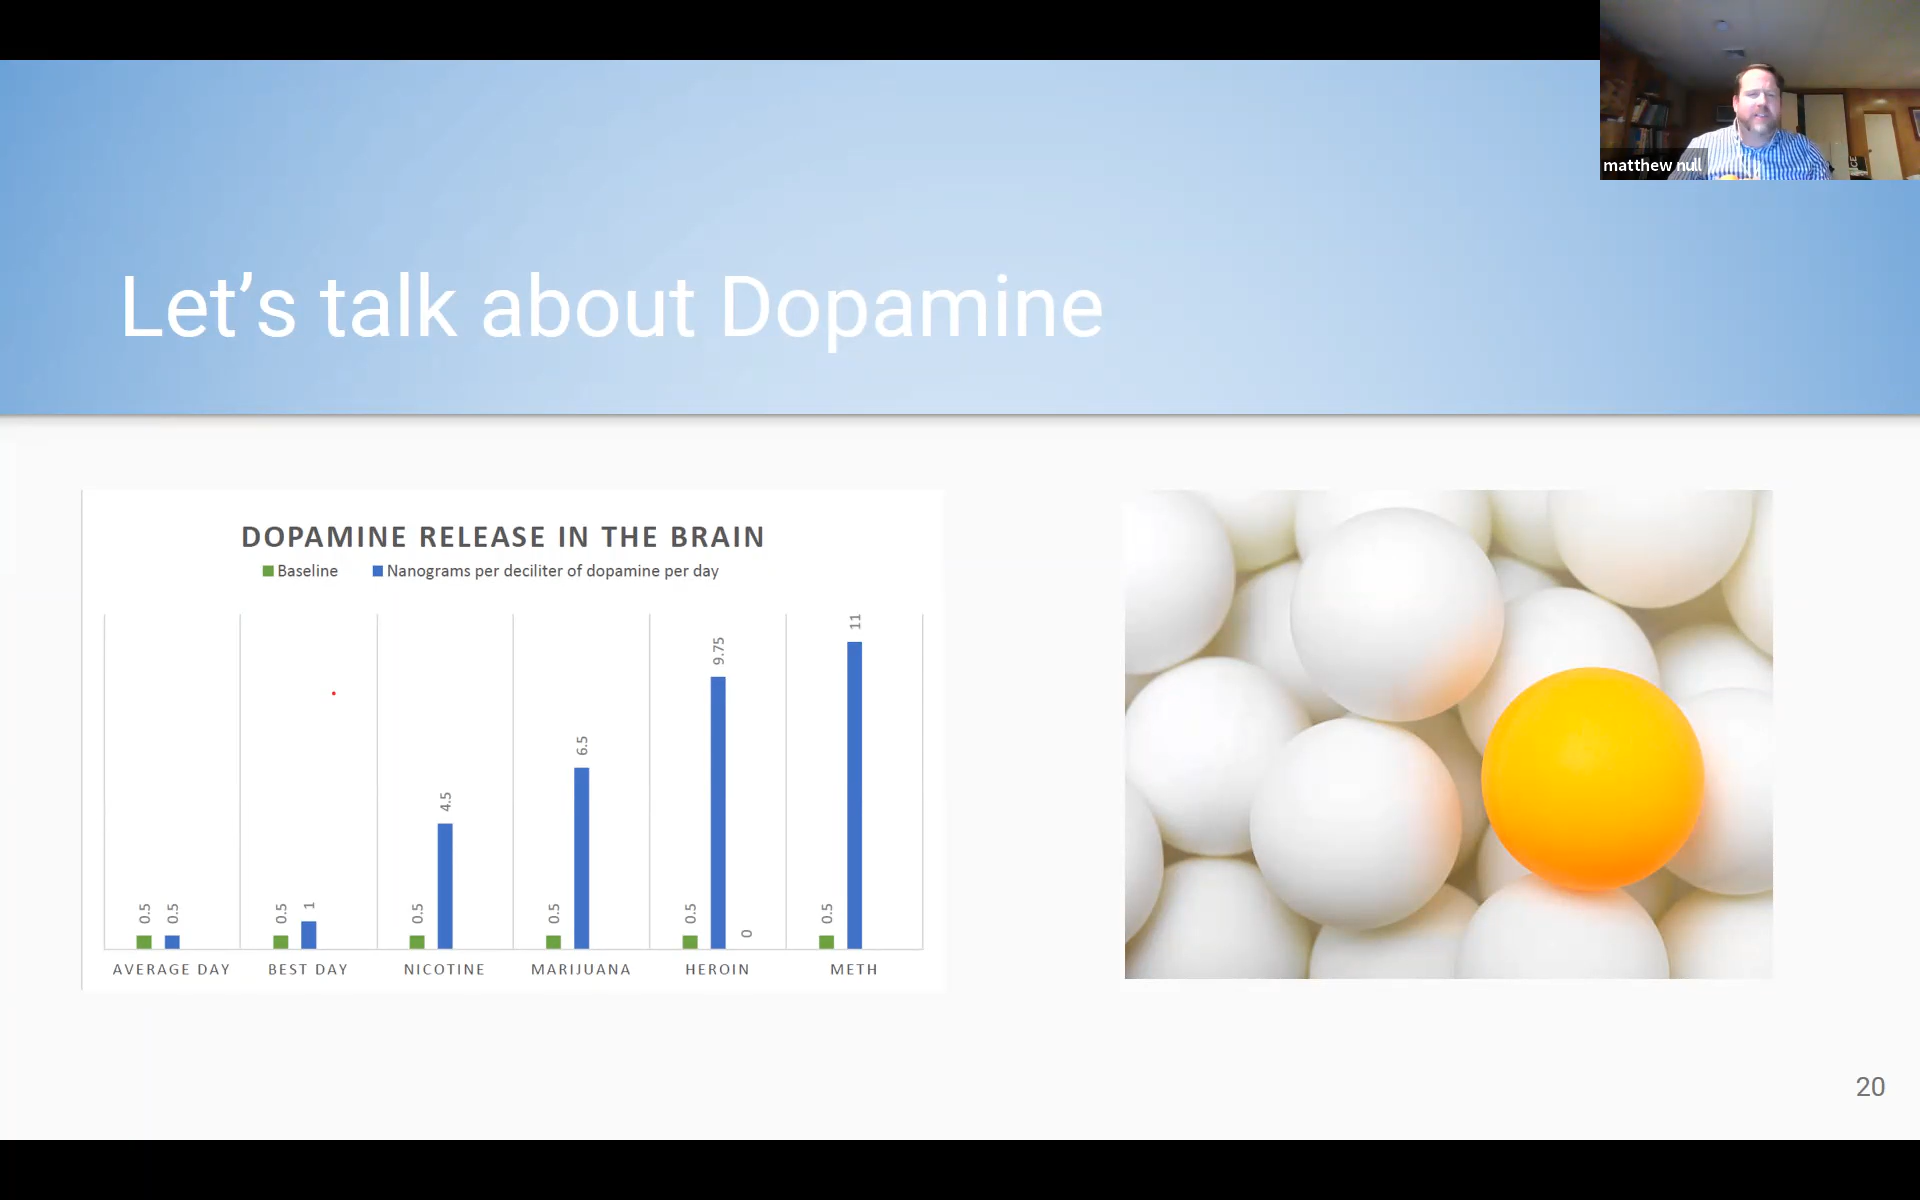 matthew null
Let’s talk about Dopamine
DOPAMINE RELEASE IN THE BRAIN
Baseline Nanograms per deciliter of dopamine per day
0.5 0.5 0.5 1 0.5 4.5 0.5 6.5 0.5 9.75 0 0.5 11
AVERAGE DAY BEST DAY NICOTINE MARIJUANA HEROIN METH
20